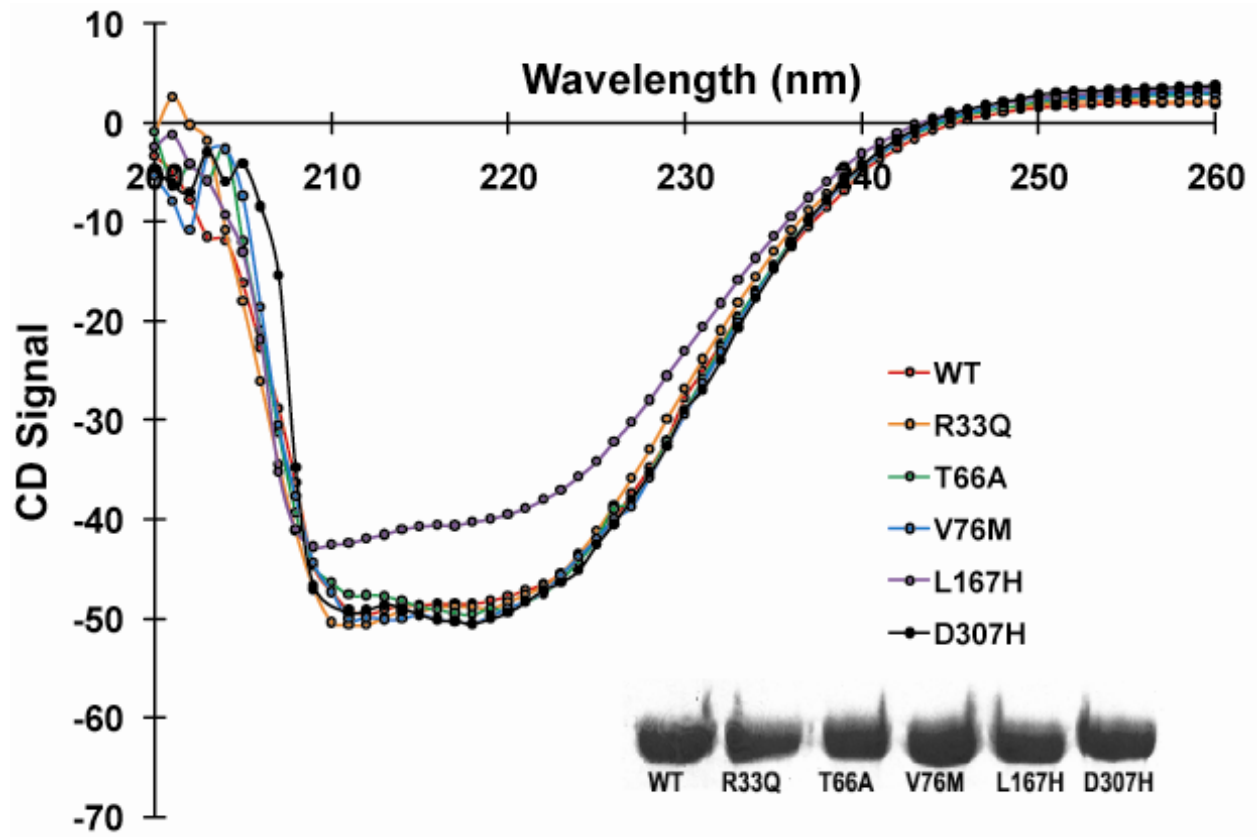 10
Wavelength (nm)
0
200 210 220 230 240 250 260
-10
-20
-30
-40
-50
-60
-70
CD Signal
WT
R33Q
T66A
V76M
L167H
D307H
WT R33Q T66A V76M L167H D307H